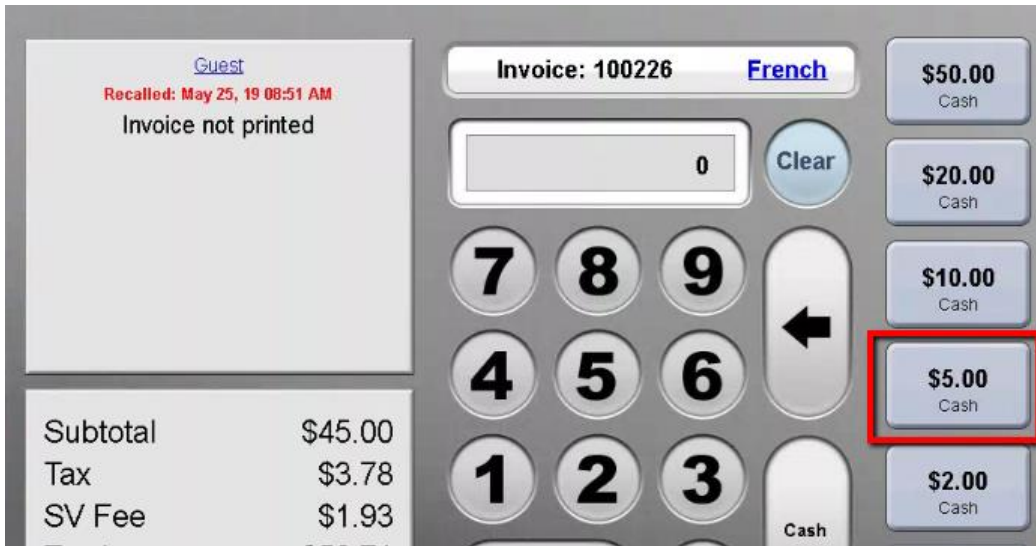 Guest
Recalled: May 25, 19 08:51 AM
Invoice not printed
Subtotal $45.00
Tax $3.78
SV Fee $1.93
Invoice: 100226 French
0
Clear
7 8 9
4 5 6
1 2 3
Cash
$50.00
Cash
$20.00
Cash
$10.00
Cash
$5.00
Cash
$2.00
Cash